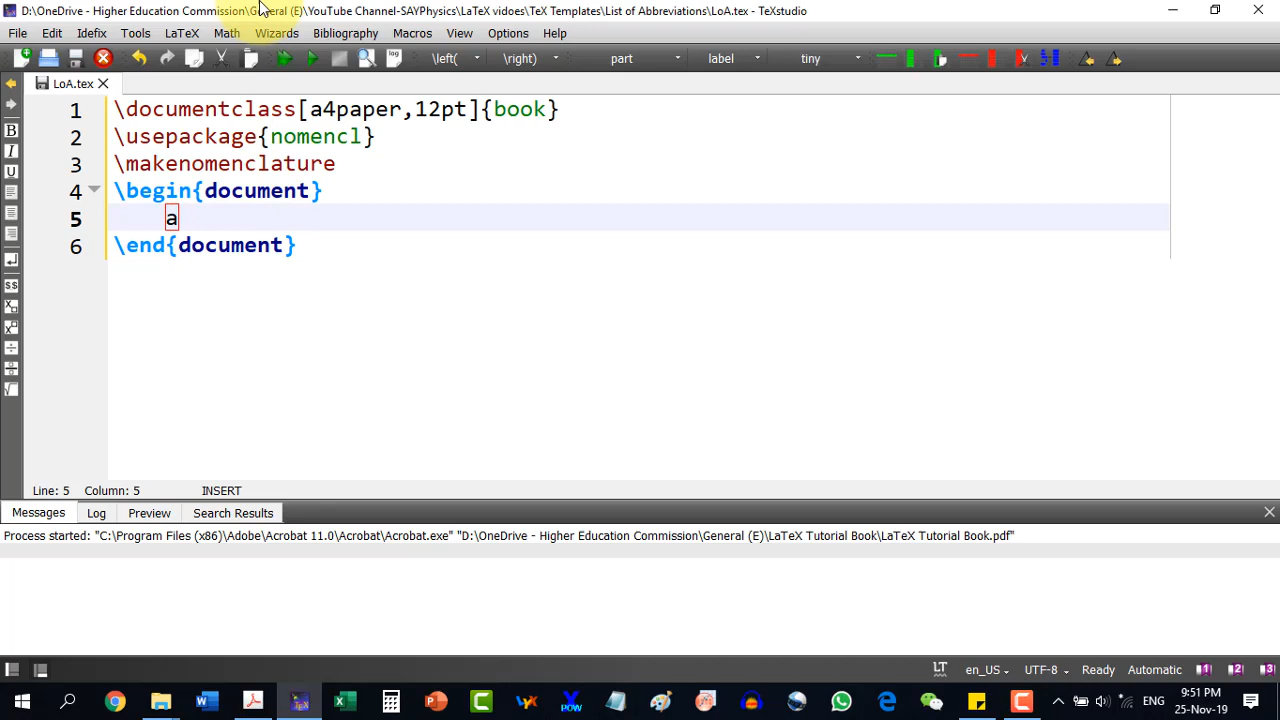 D:\OneDrive - Higher Education Commission\General (E)\YouTube Channel-SAYPhysics\LaTeX vidoes\TeX Templates\List of Abbreviations\LoA.tex - TeXstudio
File Edit Idefix Tools LaTeX Math Wizards Bibliography Macros View Options Help
\left( \right) part label tiny
LoA.tex
1 \documentclass[a4paper,12pt]{book}
2 \usepackage{nomencl}
3 \makenomenclature
4 \begin{document}
5 a
6 \end{document}
Line: 5 Column: 5 INSERT
Messages Log Preview Search Results
Process started: "C:\Program Files (x86)\Adobe\Acrobat 11.0\Acrobat\Acrobat.exe" "D:\OneDrive - Higher Education Commission\General (E)\LaTeX Tutorial Book\LaTeX Tutorial Book.pdf"
LT en_US UTF-8 Ready Automatic 1 2 3
ENG 9:51 PM
25-Nov-19